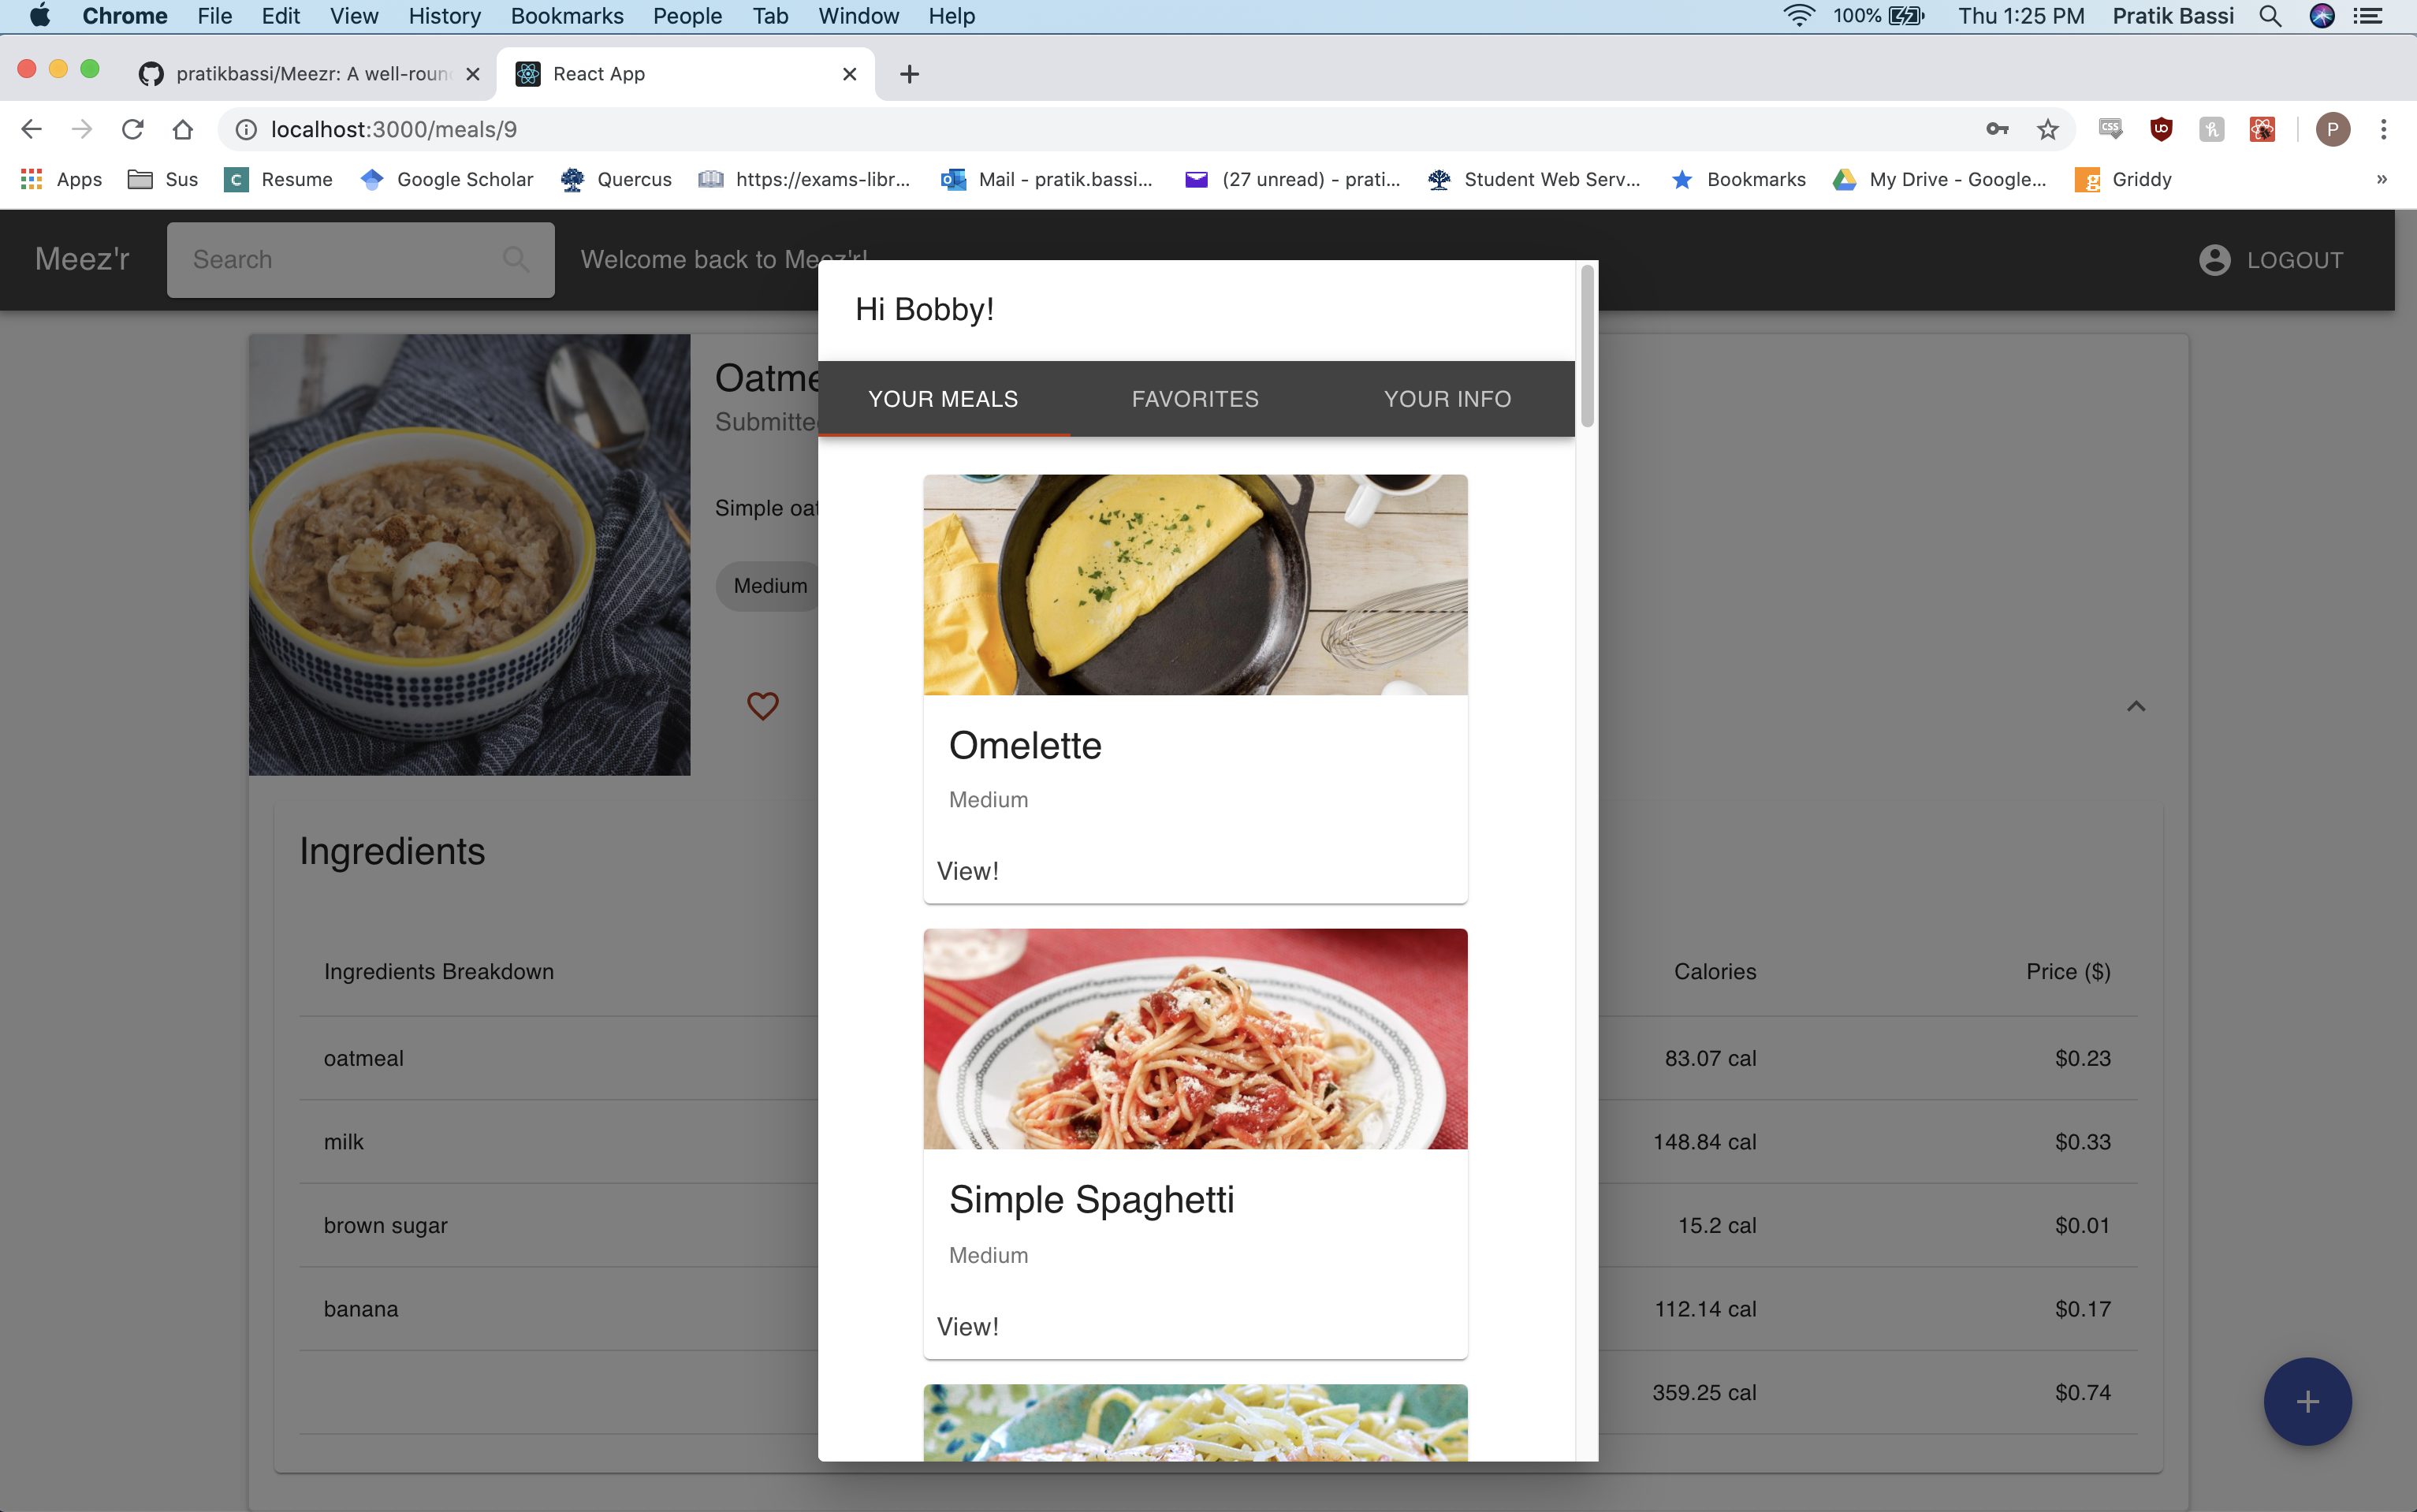 Chrome File Edit View History Bookmarks People Tab Window Help 100% Thu 1:25 PM Pratik Bassi
pratikbassi/Meezr: A well-roun React App
localhost:3000/meals/9 P
Apps Sus Resume Google Scholar Quercus https://exams-libr... Mail - pratik.bassi... (27 unread) - prati... Student Web Serv... Bookmarks My Drive - Google... Griddy »
Meez'r Search Welcome back to Meez'r! LOGOUT
Hi Bobby!
YOUR MEALS FAVORITES YOUR INFO
Oatme
Submitte
Simple oat
Medium
Omelette
Medium
View!
Simple Spaghetti
Medium
View!
Ingredients
Ingredients Breakdown Calories Price ($)
oatmeal 83.07 cal $0.23
milk 148.84 cal $0.33
brown sugar 15.2 cal $0.01
banana 112.14 cal $0.17
359.25 cal $0.74